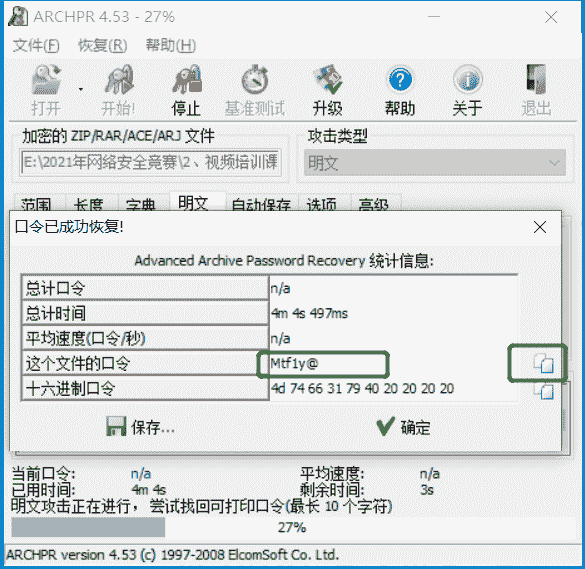 ARCHPR 4.53 - 27%
文件(F) 恢复(R) 帮助(H)
打开 开始! 停止 基准测试 升级 帮助 关于 退出
加密的 ZIP/RAR/ACE/ARJ 文件 攻击类型
E:\2021年网络安全竞赛\2、视频培训课 明文
范围 长度 字典 明文 自动保存 选项 高级
口令已成功恢复!
Advanced Archive Password Recovery 统计信息:
总计口令 n/a
总计时间 4m 4s 497ms
平均速度(口令/秒) n/a
这个文件的口令 Mtf1y@
十六进制口令 4d 74 66 31 79 40 20 20 20 20
保存... 确定
当前口令: n/a 平均速度: n/a
已用时间: 4m 4s 剩余时间: 3s
明文攻击正在进行，尝试找回可打印口令(最长 10 个字符)
27%
ARCHPR version 4.53 (c) 1997-2008 ElcomSoft Co. Ltd.